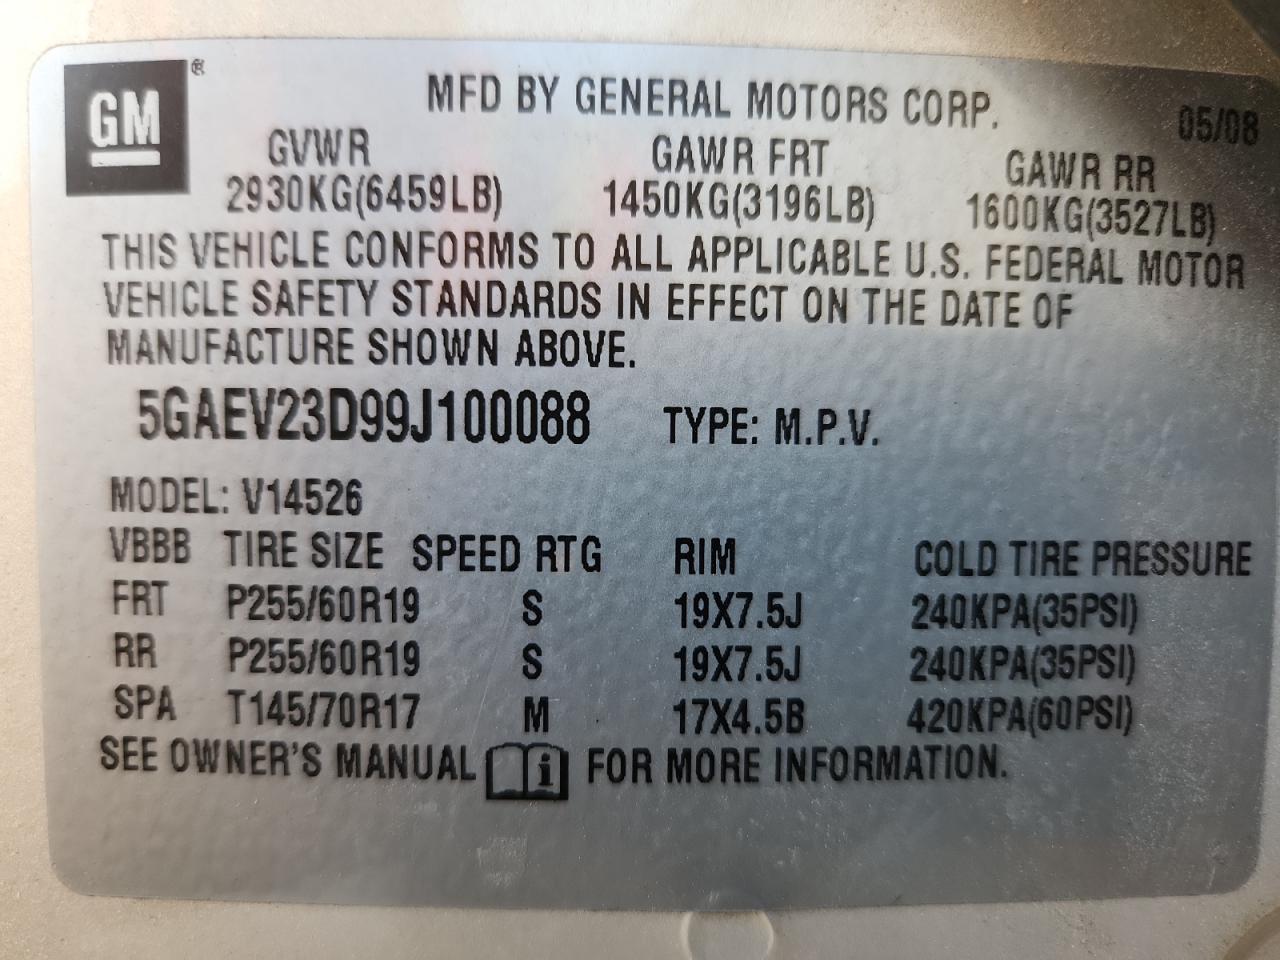 GM ®
MFD BY GENERAL MOTORS CORP. 05/08
GVWR GAWR FRT GAWR RR
2930KG(6459LB) 1450KG(3196LB) 1600KG(3527LB)
THIS VEHICLE CONFORMS TO ALL APPLICABLE U.S. FEDERAL MOTOR
VEHICLE SAFETY STANDARDS IN EFFECT ON THE DATE OF
MANUFACTURE SHOWN ABOVE.
5GAEV23D99J100088 TYPE: M.P.V.
MODEL: V14526
VBBB TIRE SIZE SPEED RTG RIM COLD TIRE PRESSURE
FRT P255/60R19 S 19X7.5J 240KPA(35PSI)
RR P255/60R19 S 19X7.5J 240KPA(35PSI)
SPA T145/70R17 M 17X4.5B 420KPA(60PSI)
SEE OWNER'S MANUAL i FOR MORE INFORMATION.